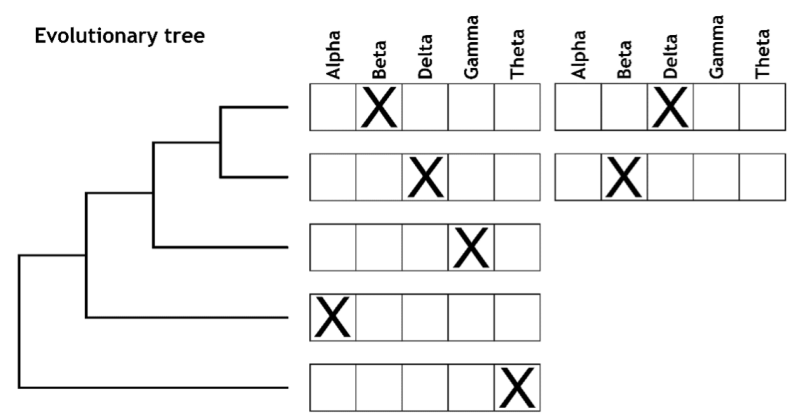 Evolutionary tree
Alpha
Beta
Delta
Gamma
Theta
Alpha
Beta
Delta
Gamma
Theta
X
X
X
X
X
X
X